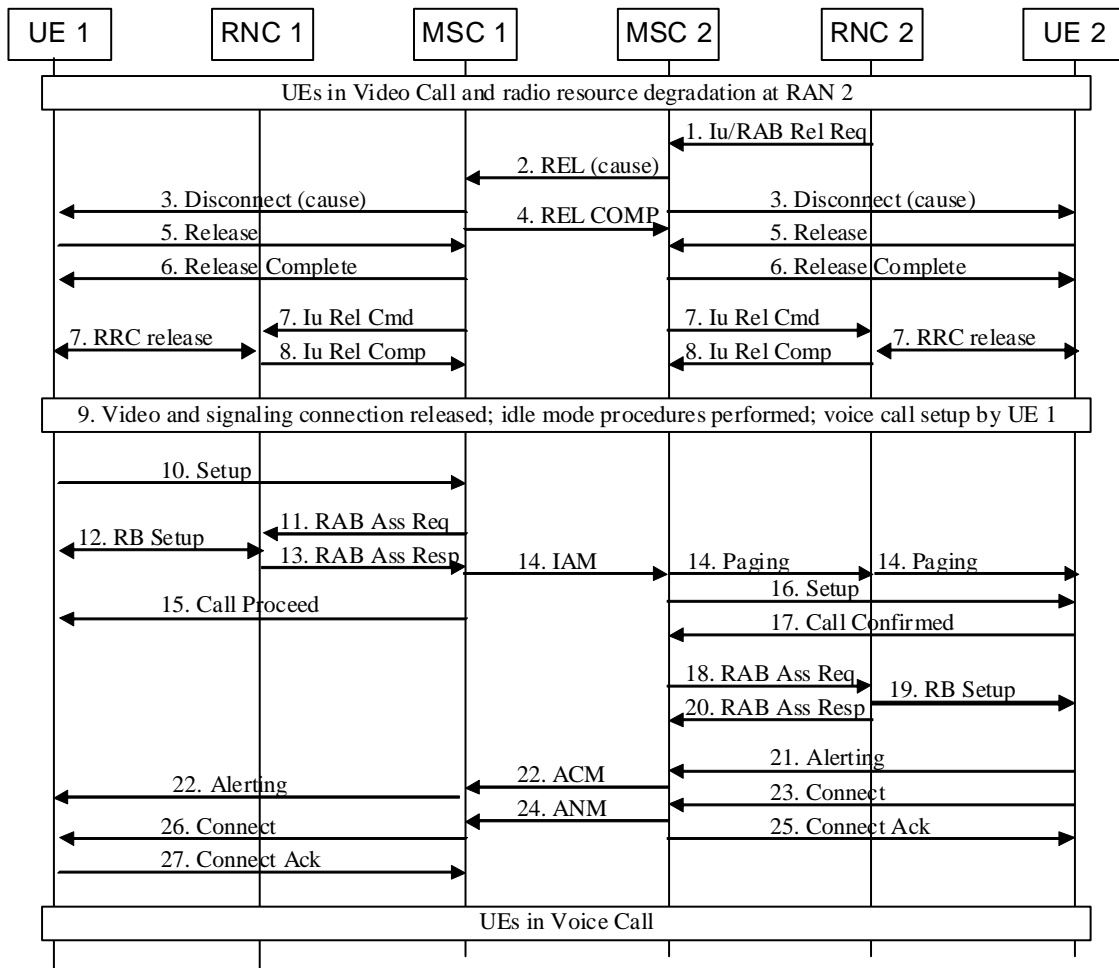 UE 1
RNC 1
MSC 1
MSC 2
RNC 2
UE 2
UEs in Video Call and radio resource degradation at RAN 2
1. Iu/RAB Rel Req
2. REL (cause)
3. Disconnect (cause)
4. REL COMP
3. Disconnect (cause)
5. Release
5. Release
6. Release Complete
6. Release Complete
7. RRC release
7. Iu Rel Cmd
7. Iu Rel Cmd
7. RRC release
8. Iu Rel Comp
8. Iu Rel Comp
9. Video and signaling connection released; idle mode procedures performed; voice call setup by UE 1
10. Setup
11. RAB Ass Req
12. RB Setup
13. RAB Ass Resp
14. IAM
14. Paging
14. Paging
15. Call Proceed
16. Setup
17. Call Confirmed
18. RAB Ass Req
19. RB Setup
20. RAB Ass Resp
21. Alerting
22. Alerting
22. ACM
23. Connect
24. ANM
26. Connect
25. Connect Ack
27. Connect Ack
UEs in Voice Call